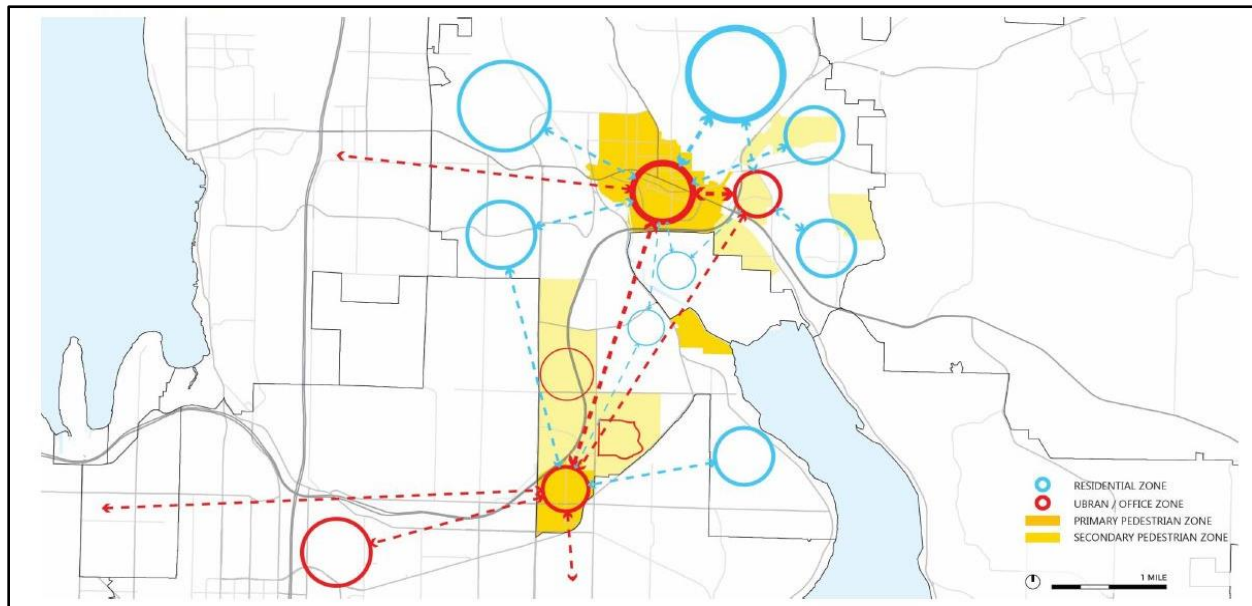 RESIDENTIAL ZONE
UBRAN / OFFICE ZONE
PRIMARY PEDESTRIAN ZONE
SECONDARY PEDESTRIAN ZONE
1 MILE